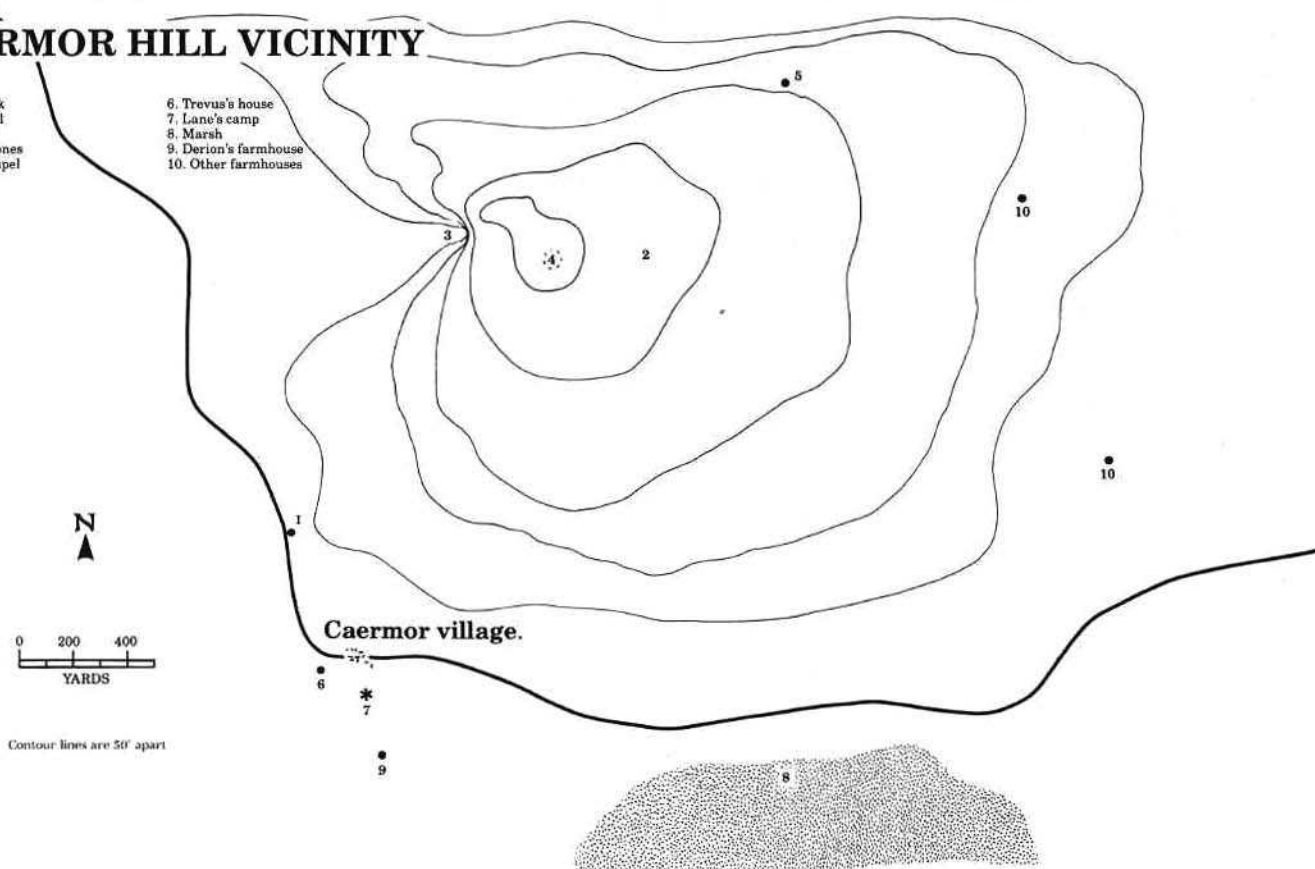 RMOR HILL VICINITY
k
l
ones
pel
6. Trevus's house
7. Lane's camp
8. Marsh
9. Derion's farmhouse
10. Other farmhouses
5
10
3
4
2
10
1
N
Caermor village.
0 200 400
YARDS
6
7
9
8
Contour lines are 50' apart